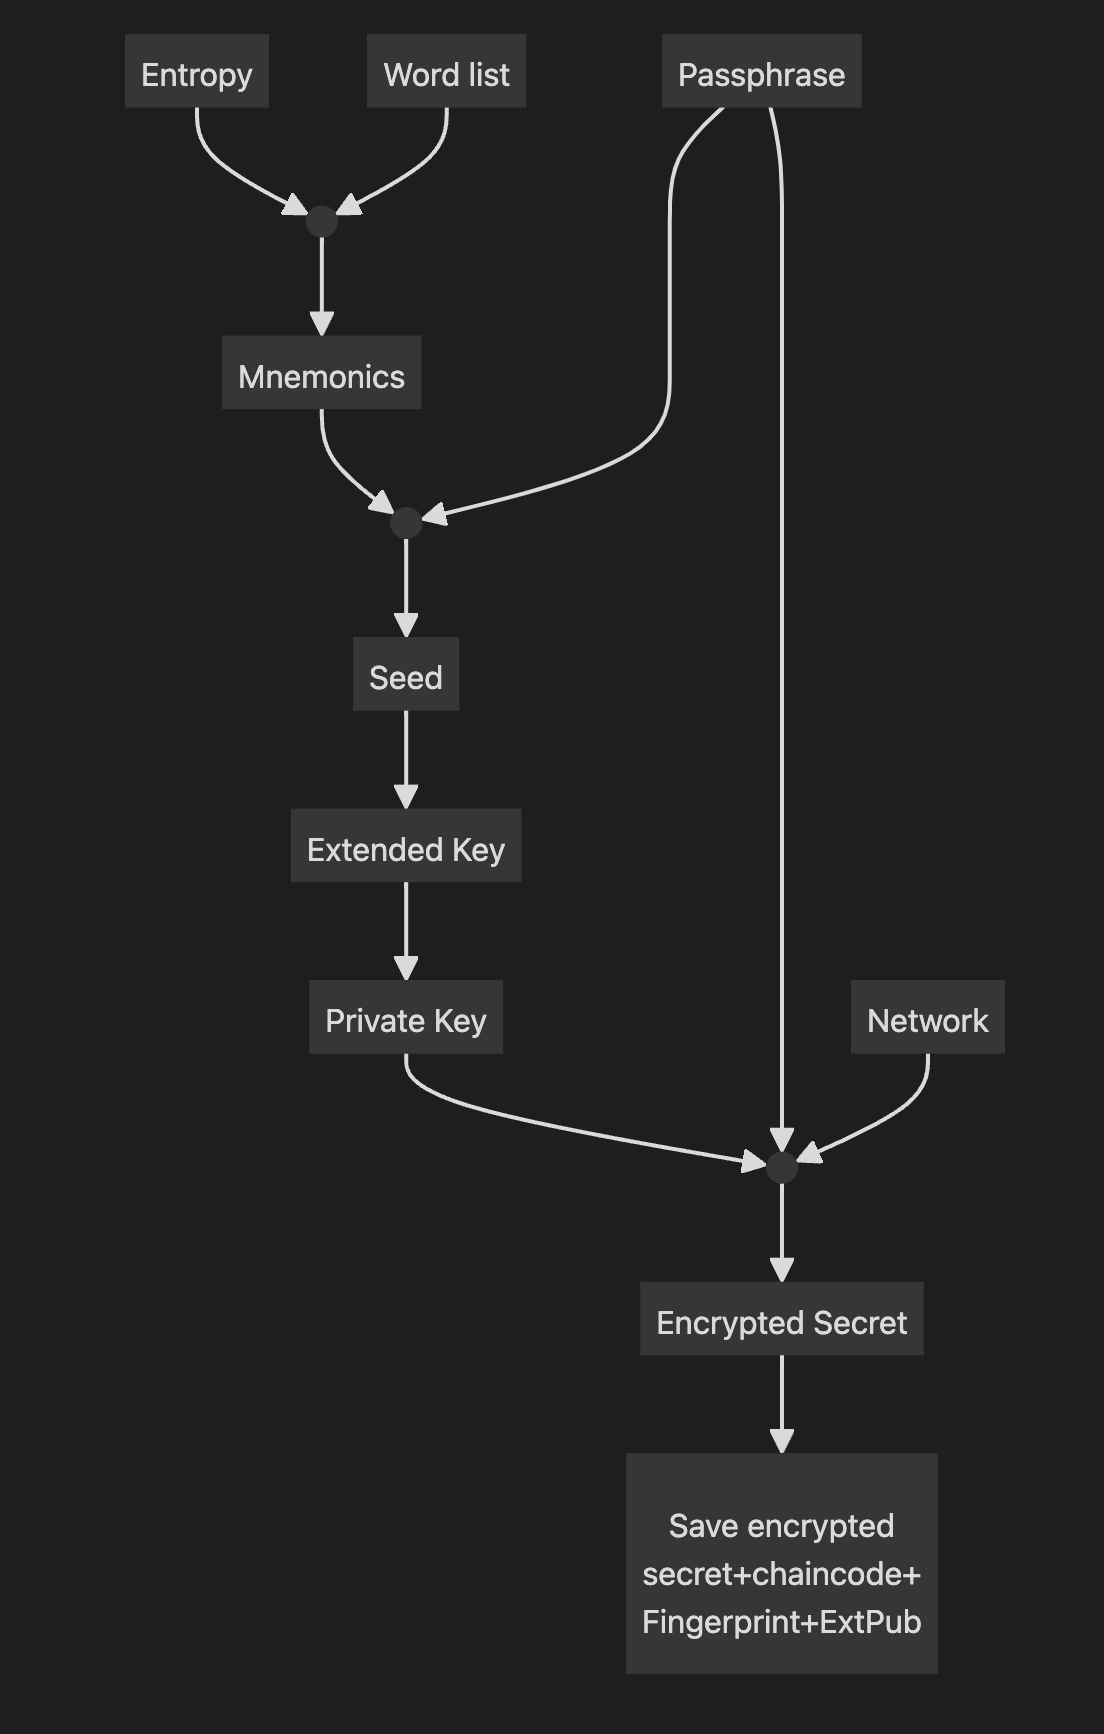 Entropy
Word list
Passphrase
Mnemonics
Seed
Extended Key
Private Key
Network
Encrypted Secret
Save encrypted
secret+chaincode+
Fingerprint+ExtPub